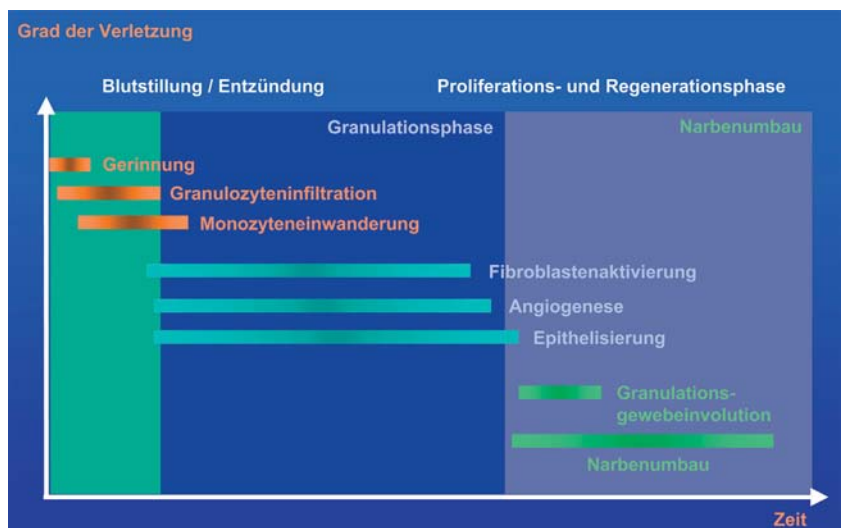 Grad der Verletzung
Blutstillung / Entzündung
Proliferations- und Regenerationsphase
Granulationsphase
Narbenumbau
Gerinnung
Granulozyteninfiltration
Monozyteneinwanderung
Fibroblastenaktivierung
Angiogenese
Epithelisierung
Granulations-
gewebeinvolution
Narbenumbau
Zeit